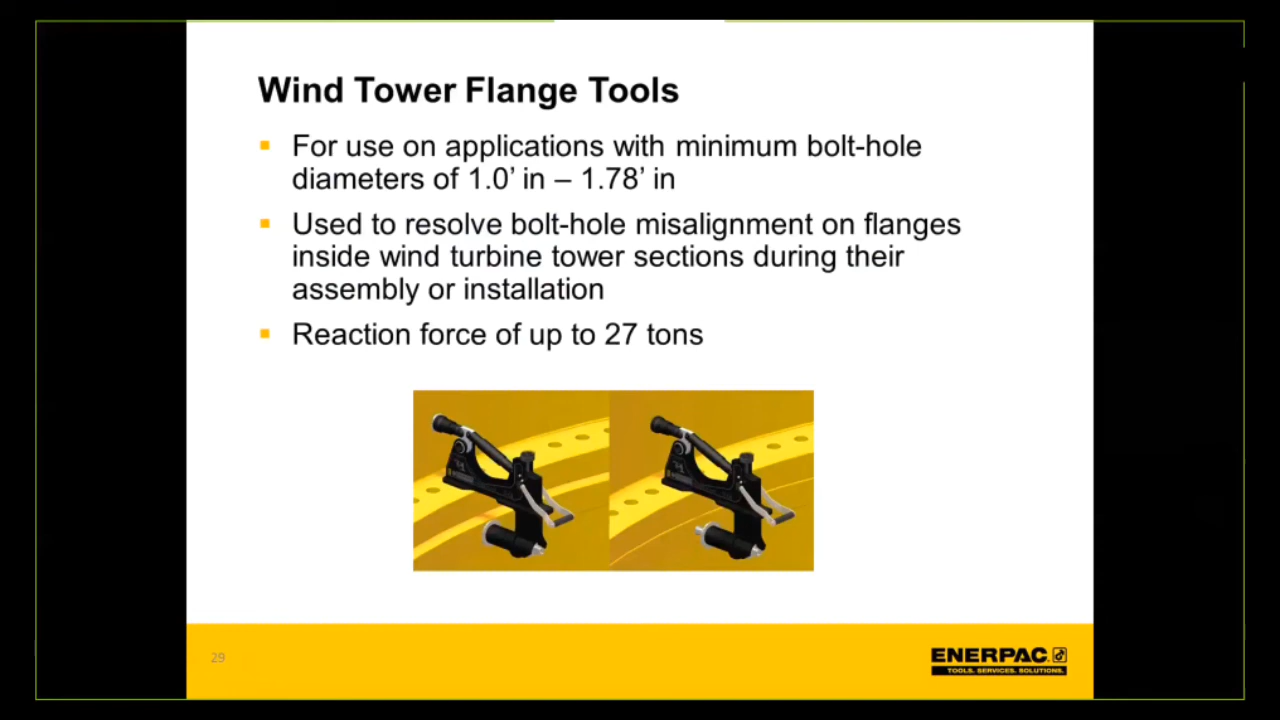 Wind Tower Flange Tools
For use on applications with minimum bolt-hole
diameters of 1.0’ in – 1.78’ in
Used to resolve bolt-hole misalignment on flanges
inside wind turbine tower sections during their
assembly or installation
Reaction force of up to 27 tons
29
ENERPAC
TOOLS. SERVICES. SOLUTIONS.